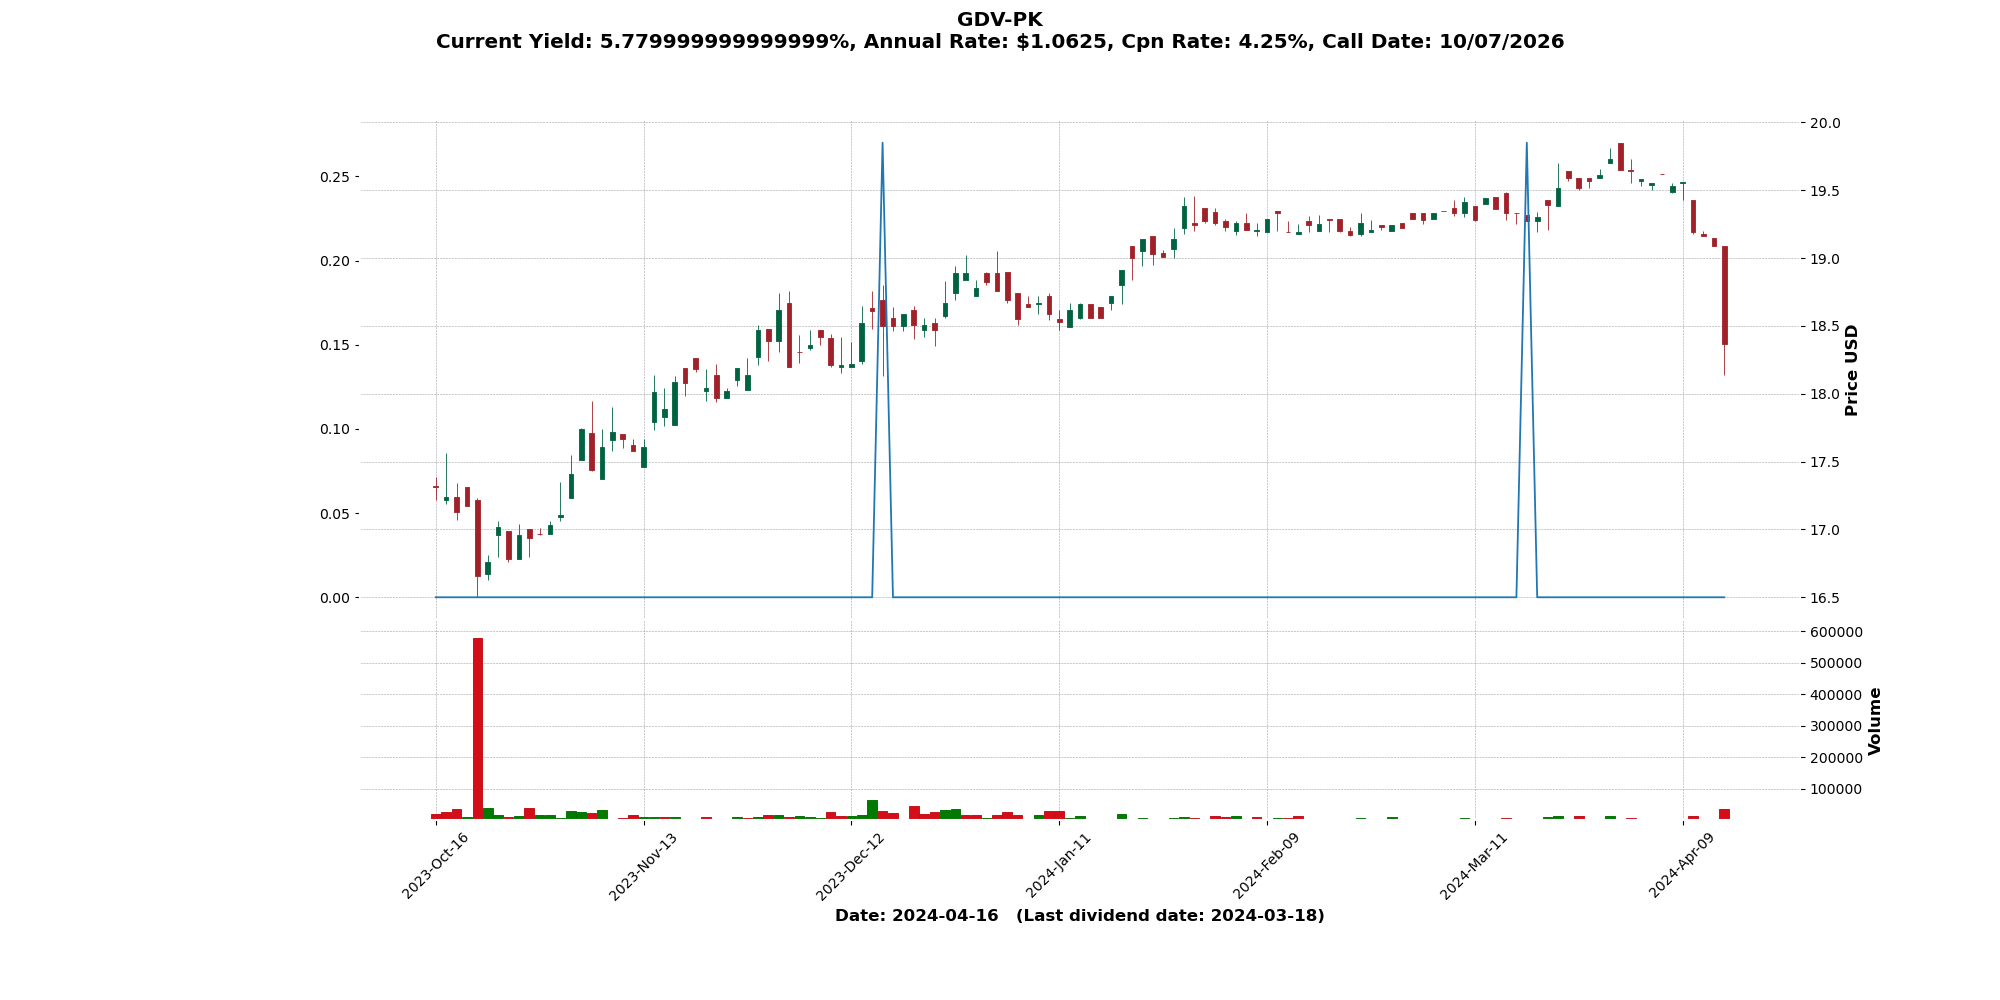 GDV-PK
Current Yield: 5.779999999999999%, Annual Rate: $1.0625, Cpn Rate: 4.25%, Call Date: 10/07/2026
0.25
0.20
0.15
0.10
0.05
0.00
20.0
19.5
19.0
18.5
18.0
17.5
17.0
16.5
Price USD
600000
500000
400000
300000
200000
100000
Volume
2023-Oct-16
2023-Nov-13
2023-Dec-12
2024-Jan-11
2024-Feb-09
2024-Mar-11
2024-Apr-09
Date: 2024-04-16 (Last dividend date: 2024-03-18)